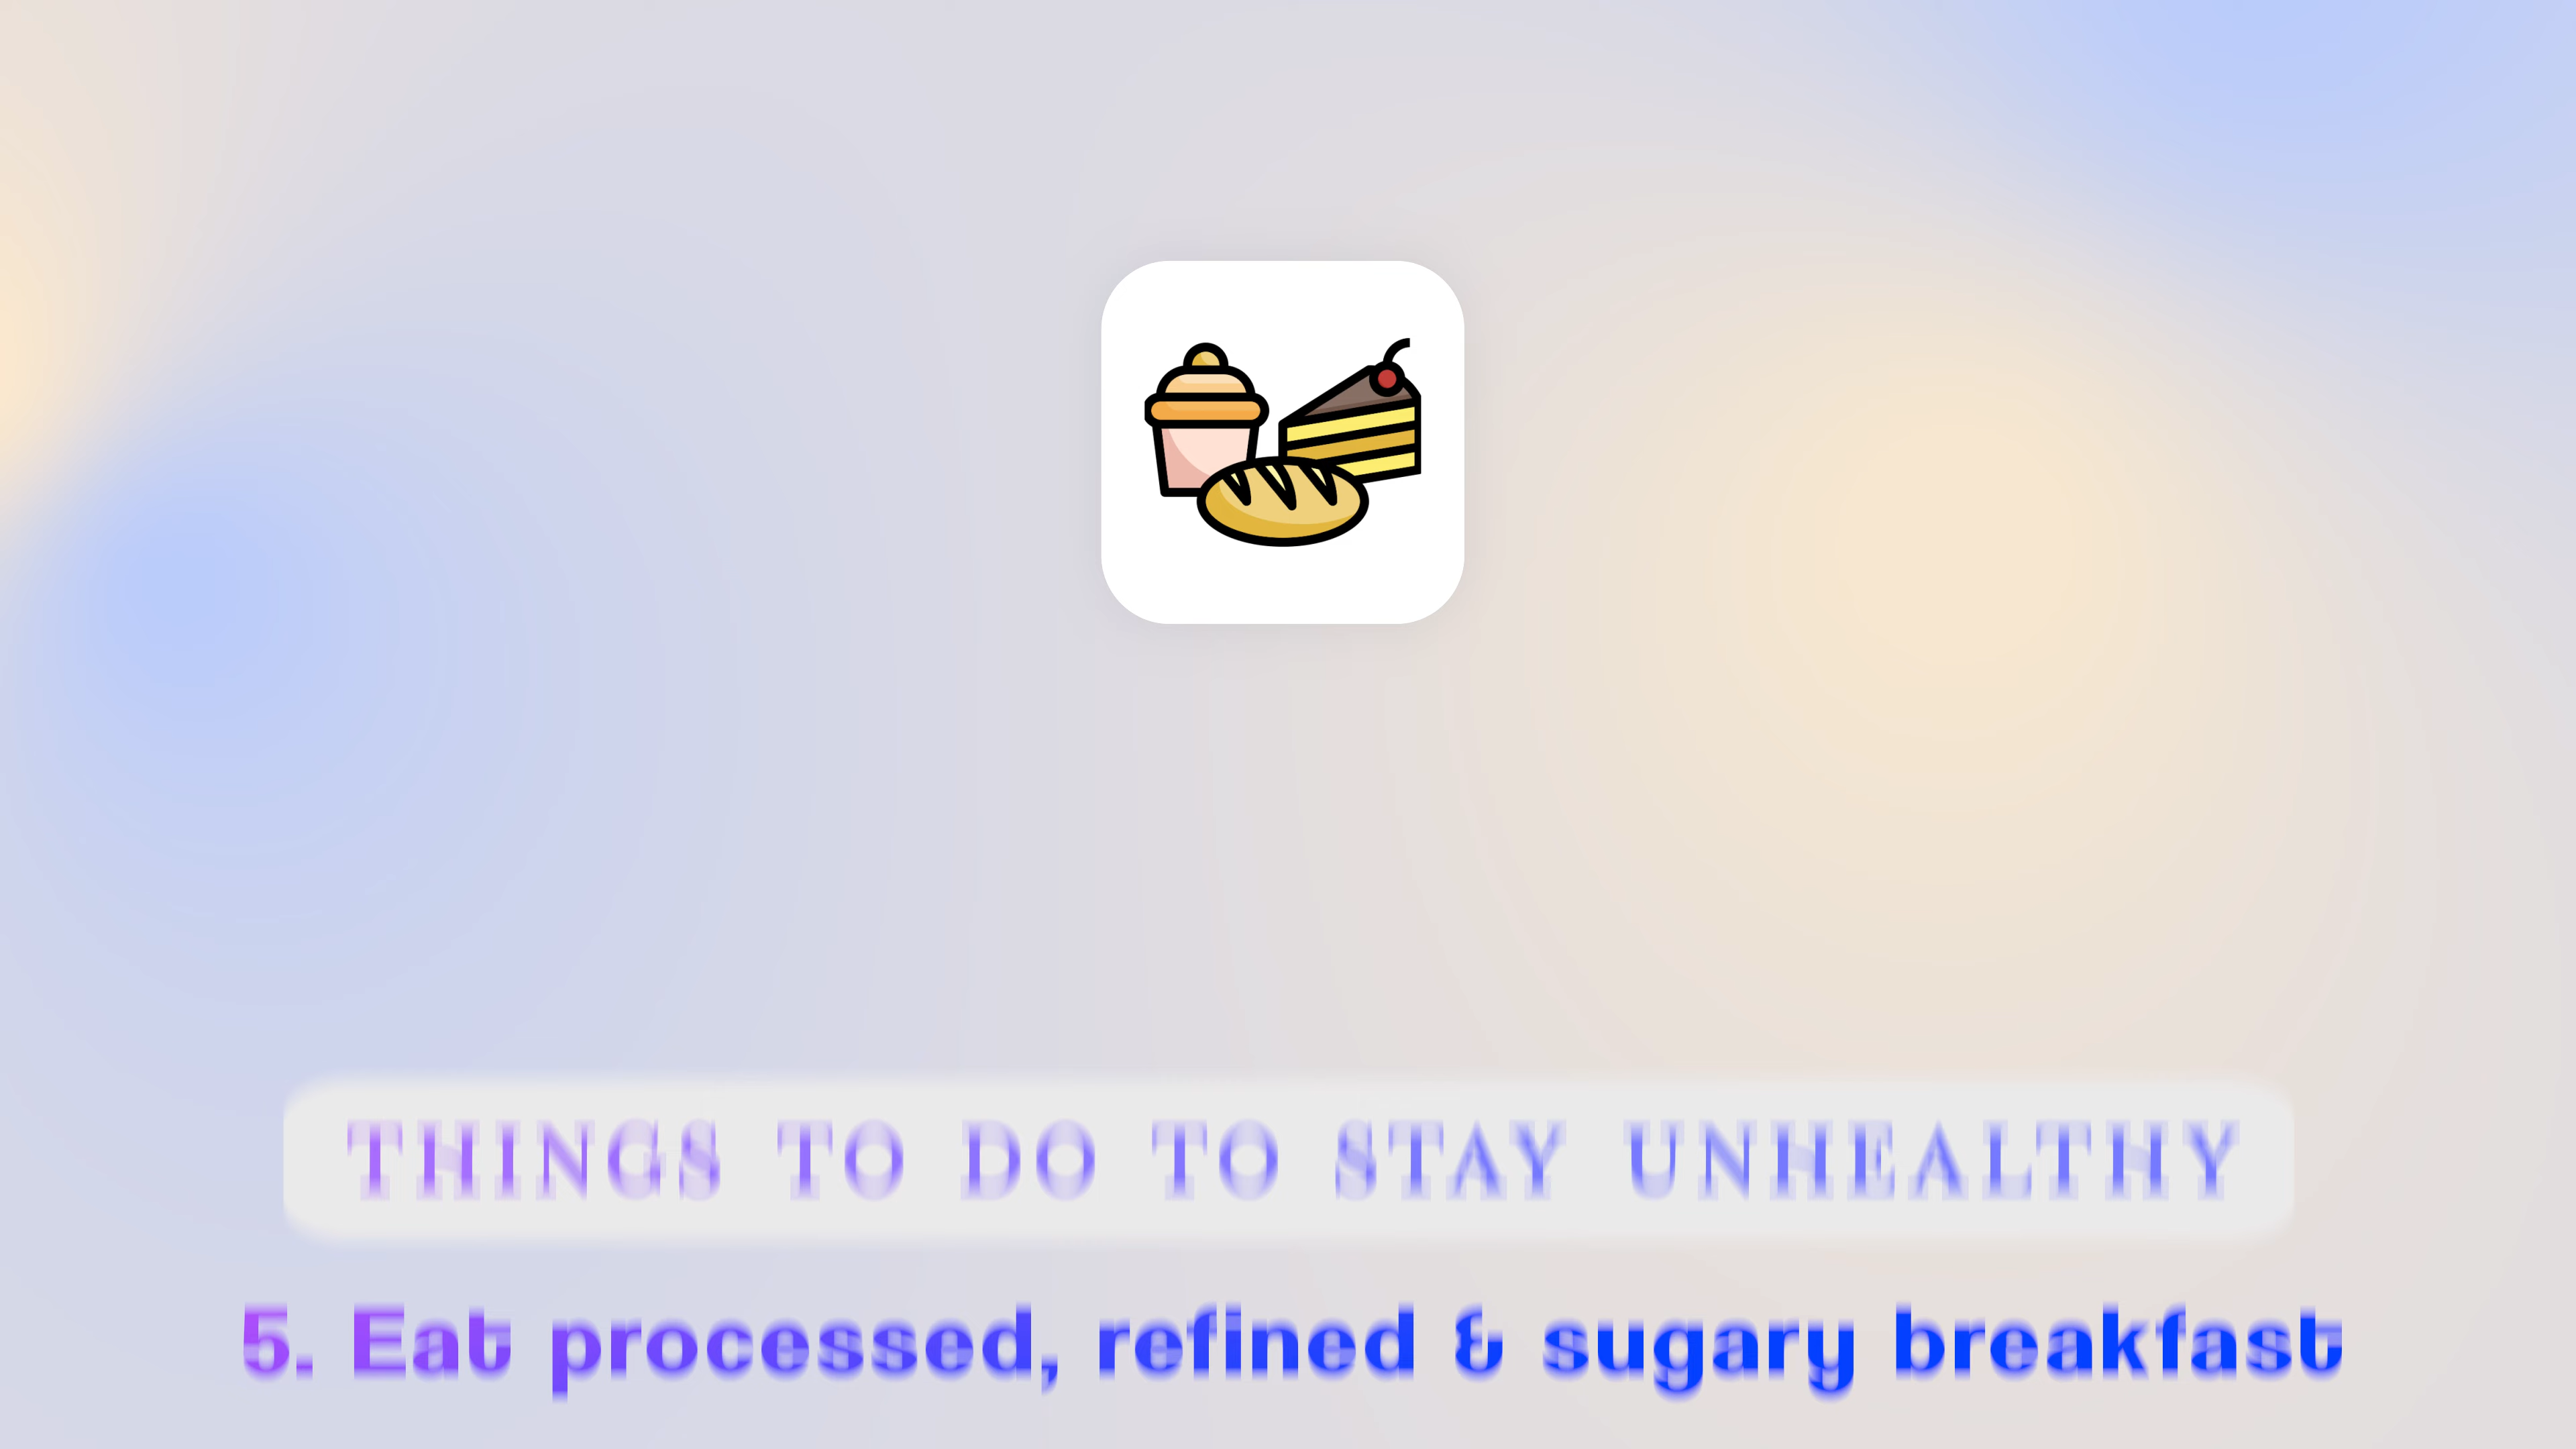 THINGS TO DO TO STAY UNHEALTHY
5. Eat processed, refined & sugary breakfast